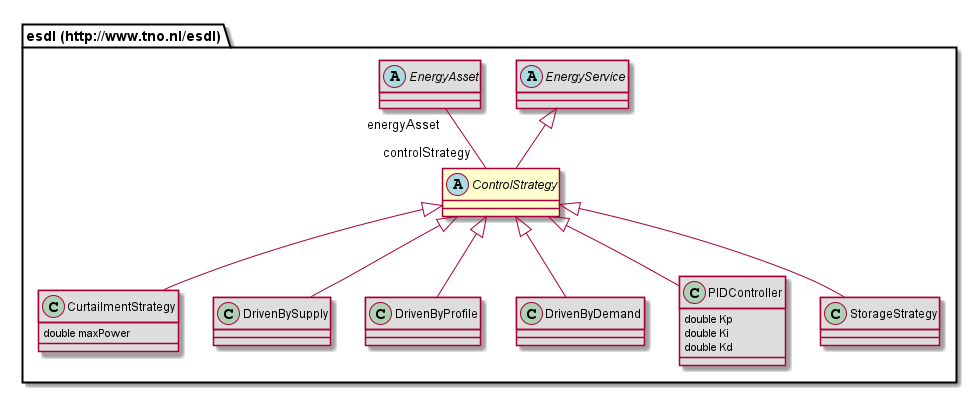 esdl (http://www.tno.nl/esdl)
A EnergyAsset
A EnergyService
energyAsset
controlStrategy
A ControlStrategy
C CurtailmentStrategy
double maxPower
C DrivenBySupply
C DrivenByProfile
C DrivenByDemand
C PIDController
double Kp
double Ki
double Kd
C StorageStrategy